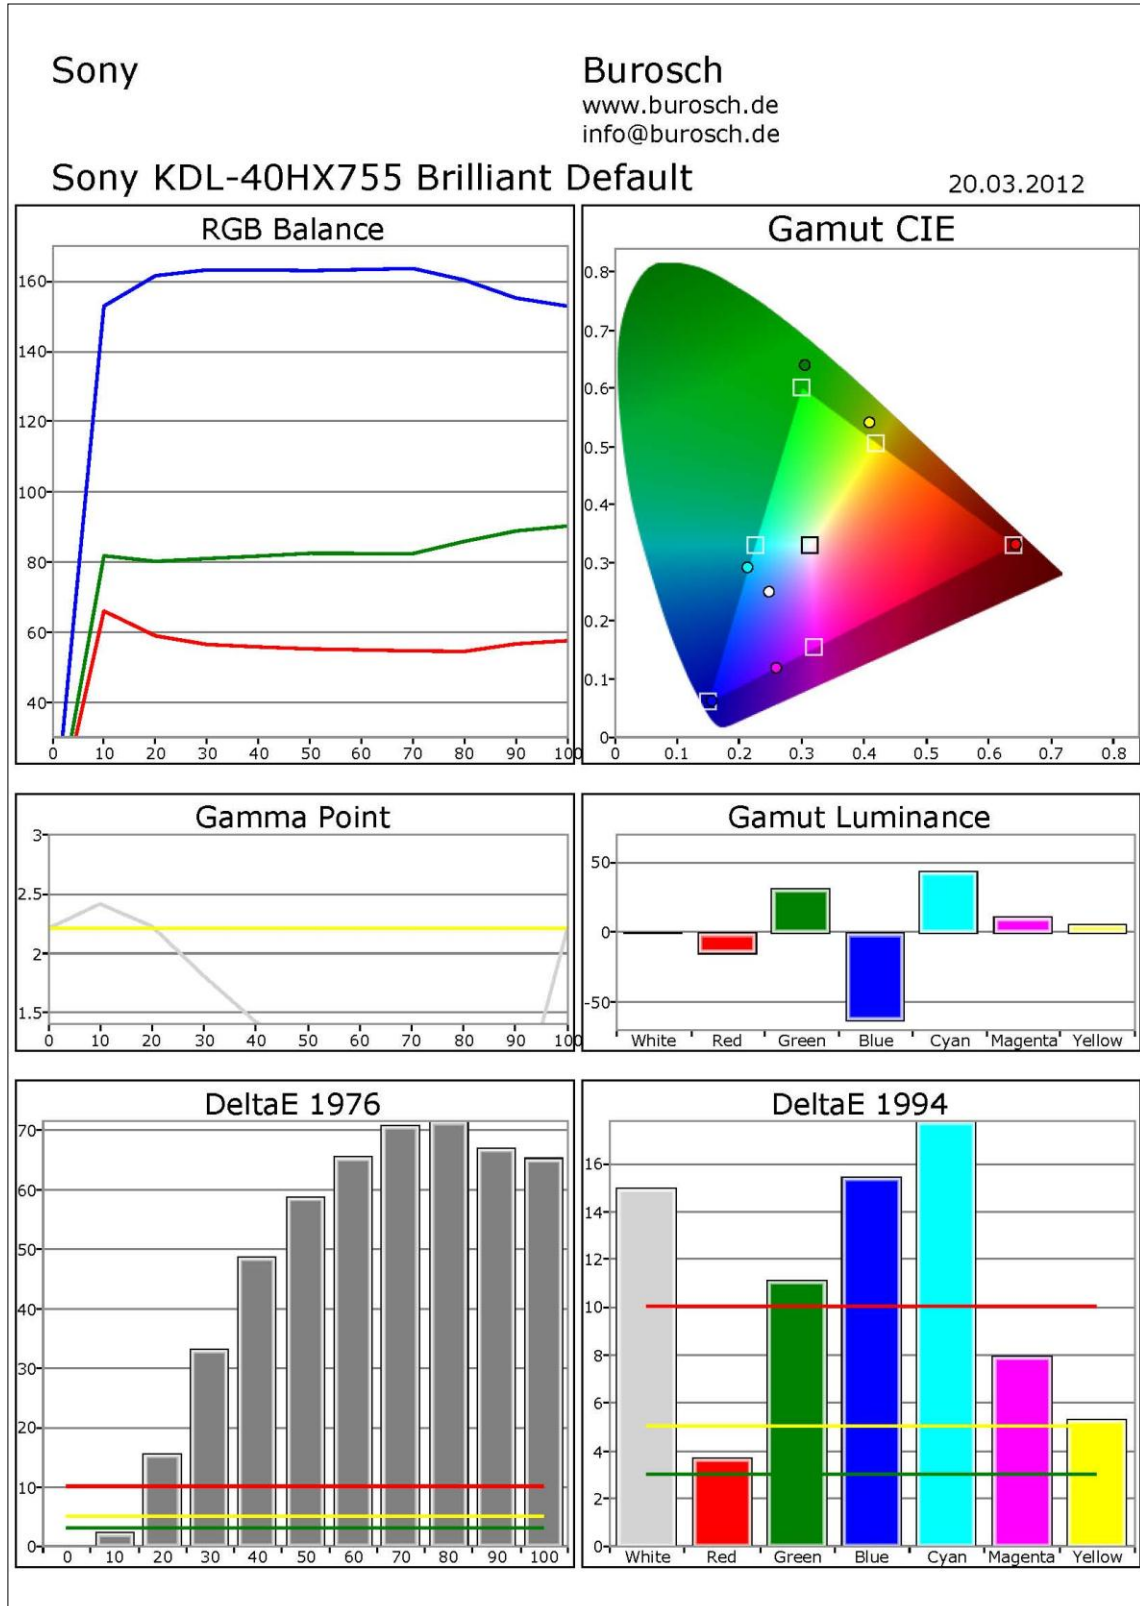 Sony
Burosch
www.burosch.de
info@burosch.de
Sony KDL-40HX755 Brilliant Default
20.03.2012
RGB Balance
160
140
120
100
80
60
40
0 10 20 30 40 50 60 70 80 90 100
Gamut CIE
0.8
0.7
0.6
0.5
0.4
0.3
0.2
0.1
0
0 0.1 0.2 0.3 0.4 0.5 0.6 0.7 0.8
Gamma Point
3
2.5
2
1.5
0 10 20 30 40 50 60 70 80 90 100
Gamut Luminance
50
0
-50
White Red Green Blue Cyan Magenta Yellow
DeltaE 1976
70
60
50
40
30
20
10
0
0 10 20 30 40 50 60 70 80 90 100
DeltaE 1994
16
14
12
10
8
6
4
2
0
White Red Green Blue Cyan Magenta Yellow